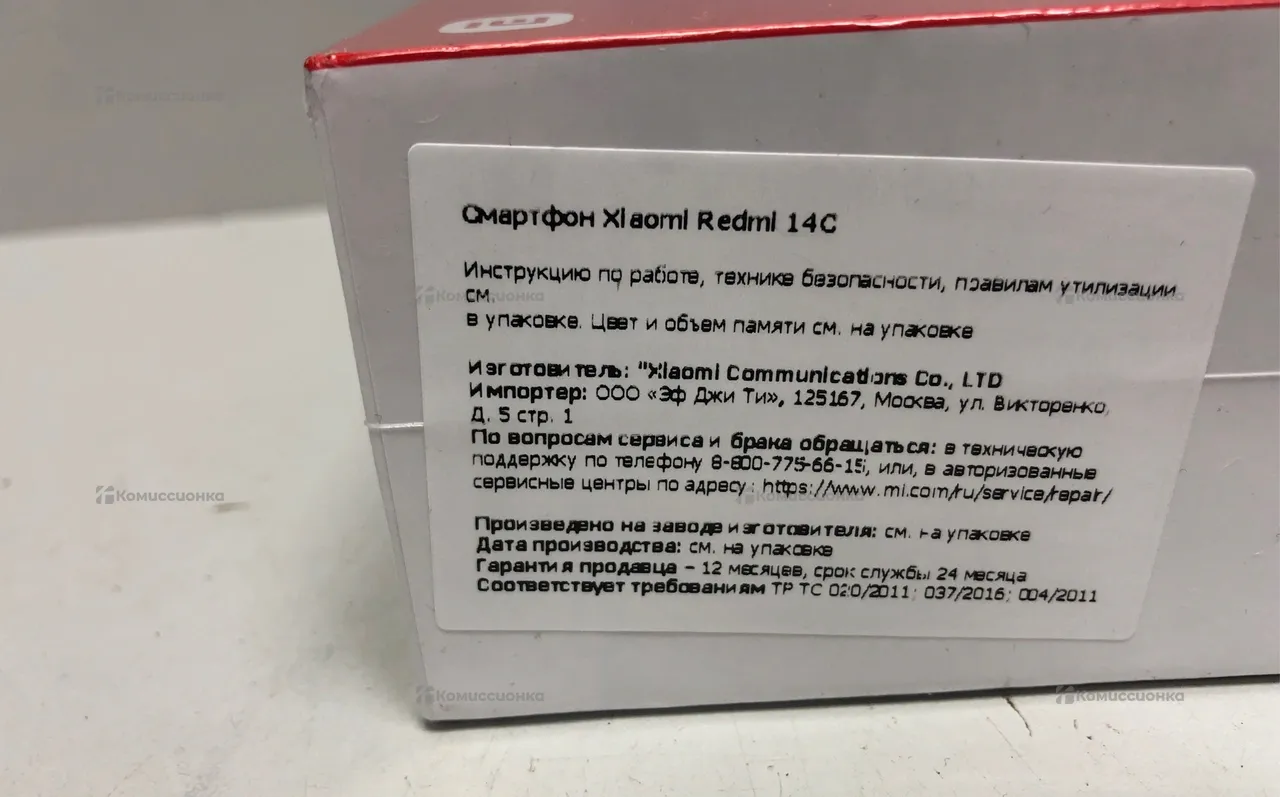 Смартфон Xiaomi Redmi 14C
Инструкцию по работе, технике безопасности, правилам утилизации
см.
в упаковке. Цвет и объем памяти см. на упаковке
Изготовитель: "Xiaomi Communications Co., LTD
Импортер: ООО «Эф Джи Ти», 125167, Москва, ул. Викторенко,
Д. 5 стр. 1
По вопросам сервиса и брака обращаться: в техническую
поддержку по телефону 8-800-775-66-15, или, в авторизованные
сервисные центры по адресу: https://www.mi.com/ru/service/repair/
Произведено на заводе изготовителя: см. на упаковке
Дата производства: см. на упаковке
Гарантия продавца – 12 месяцев, срок службы 24 месяца
Соответствует требованиям ТР ТС 020/2011; 037/2016; 004/2011
Комиссионка
Комиссионка
Комиссионка
Комиссионка
Комиссионка
Комиссионка
Комиссионка